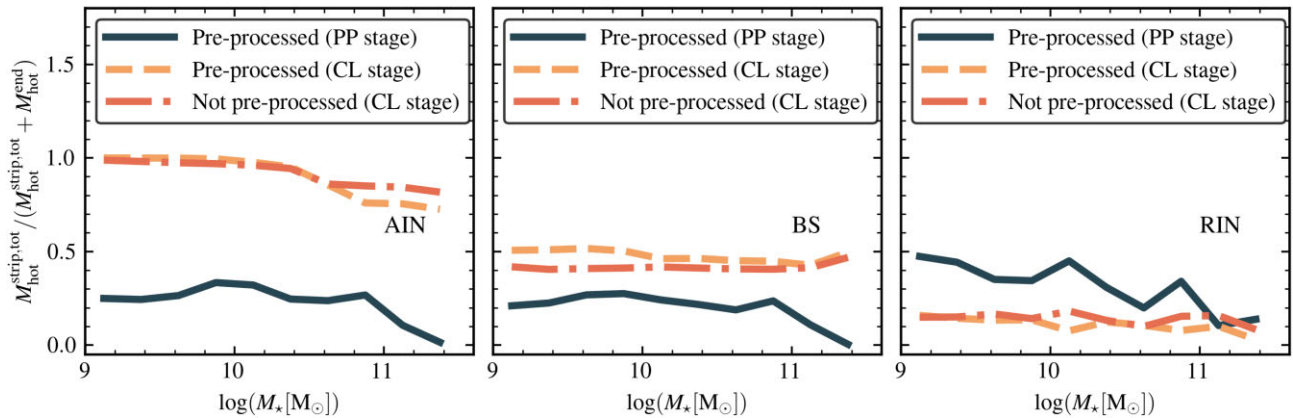 Pre-processed (PP stage)
Pre-processed (CL stage)
Not pre-processed (CL stage)
AIN
M_hot^strip,tot/(M_hot^strip,tot + M_hot^end)
0.0
0.5
1.0
1.5
9
10
11
log(M⋆[M⊙])
Pre-processed (PP stage)
Pre-processed (CL stage)
Not pre-processed (CL stage)
BS
9
10
11
log(M⋆[M⊙])
Pre-processed (PP stage)
Pre-processed (CL stage)
Not pre-processed (CL stage)
RIN
9
10
11
log(M⋆[M⊙])